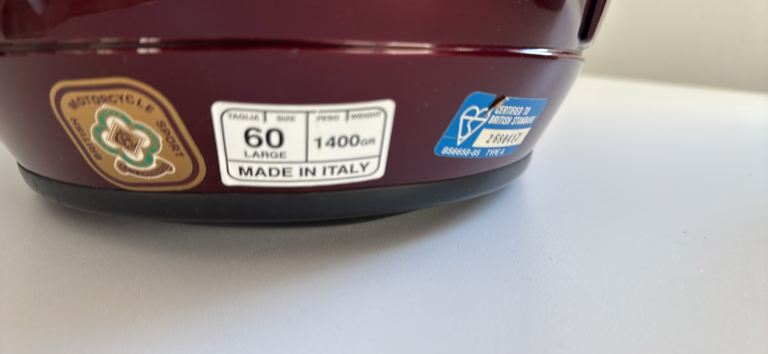 MOTORCYCLE SPORT
BRITISH
TAGLIA SIZE PESO WEIGHT
60 1400GR
LARGE
MADE IN ITALY
CERTIFIED TO
BRITISH STANDARD
BS6658-85 TYPE A